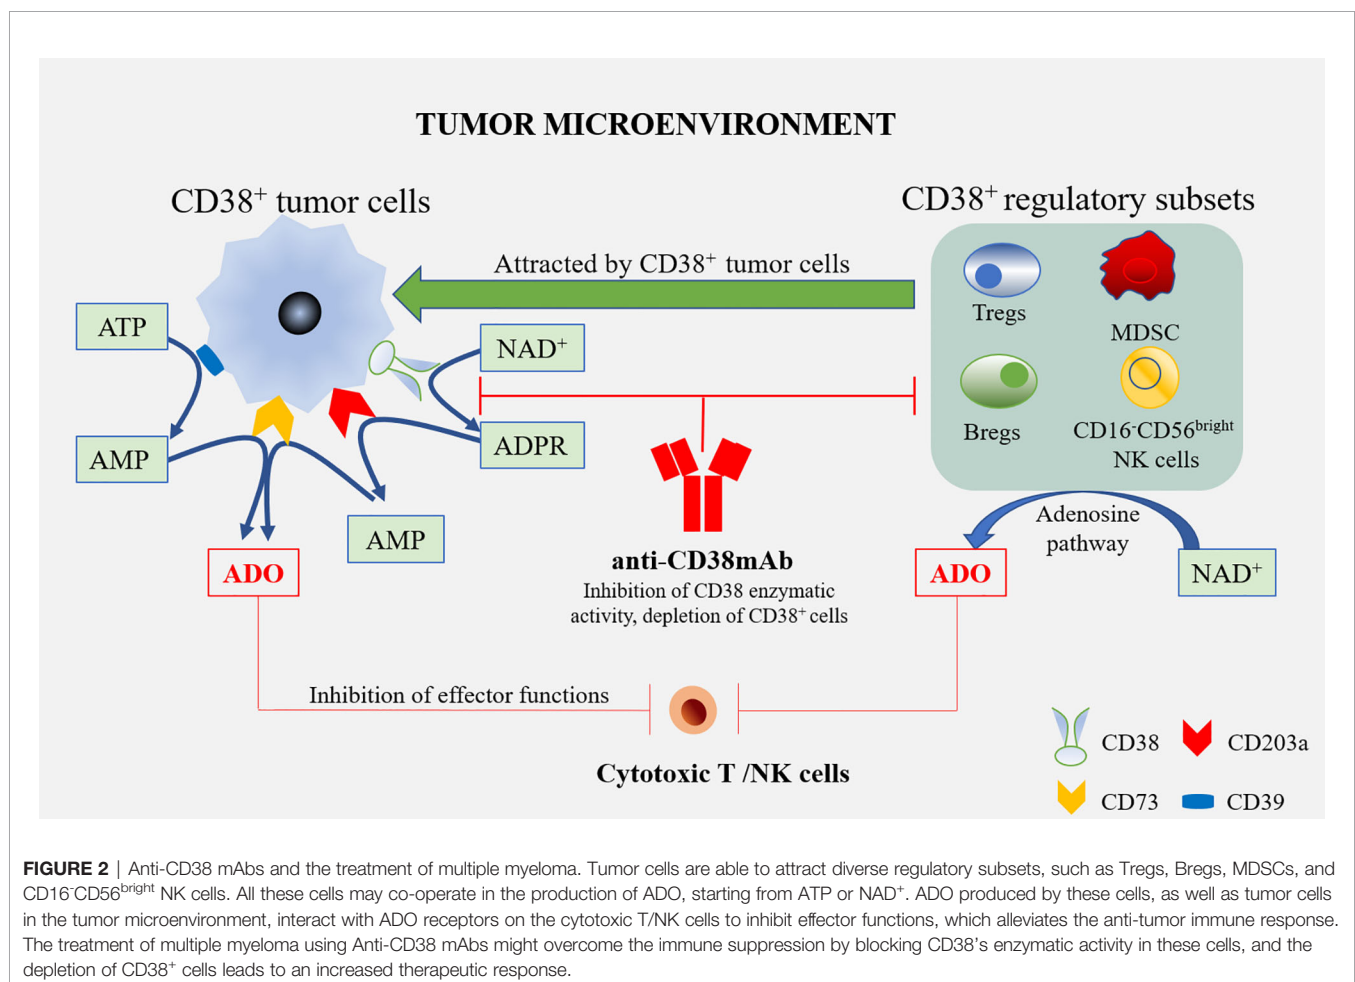 TUMOR MICROENVIRONMENT
CD38⁺ tumor cells
CD38⁺ regulatory subsets
Attracted by CD38⁺ tumor cells
Tregs
MDSC
Bregs
CD16⁻CD56ᵇʳⁱᵍʰᵗ
NK cells
ATP
NAD⁺
AMP
ADPR
AMP
ADO
anti-CD38mAb
Inhibition of CD38 enzymatic
activity, depletion of CD38⁺ cells
Adenosine
pathway
ADO
NAD⁺
Inhibition of effector functions
Cytotoxic T /NK cells
CD38
CD203a
CD73
CD39
FIGURE 2 | Anti-CD38 mAbs and the treatment of multiple myeloma. Tumor cells are able to attract diverse regulatory subsets, such as Tregs, Bregs, MDSCs, and
CD16⁻CD56ᵇʳⁱᵍʰᵗ NK cells. All these cells may co-operate in the production of ADO, starting from ATP or NAD⁺. ADO produced by these cells, as well as tumor cells
in the tumor microenvironment, interact with ADO receptors on the cytotoxic T/NK cells to inhibit effector functions, which alleviates the anti-tumor immune response.
The treatment of multiple myeloma using Anti-CD38 mAbs might overcome the immune suppression by blocking CD38's enzymatic activity in these cells, and the
depletion of CD38⁺ cells leads to an increased therapeutic response.